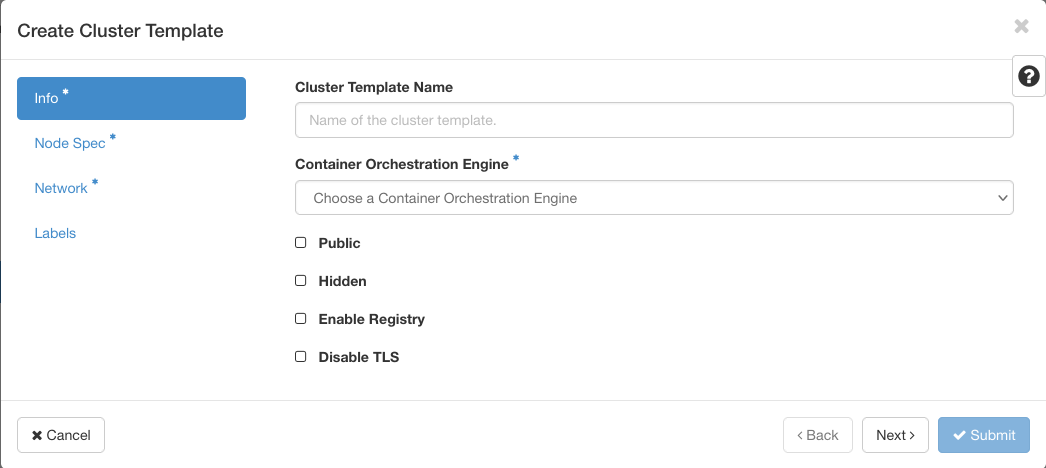 Create Cluster Template
Info *
Node Spec *
Network *
Labels
Cluster Template Name
Name of the cluster template.
Container Orchestration Engine *
Choose a Container Orchestration Engine
Public
Hidden
Enable Registry
Disable TLS
Cancel
Back
Next
Submit